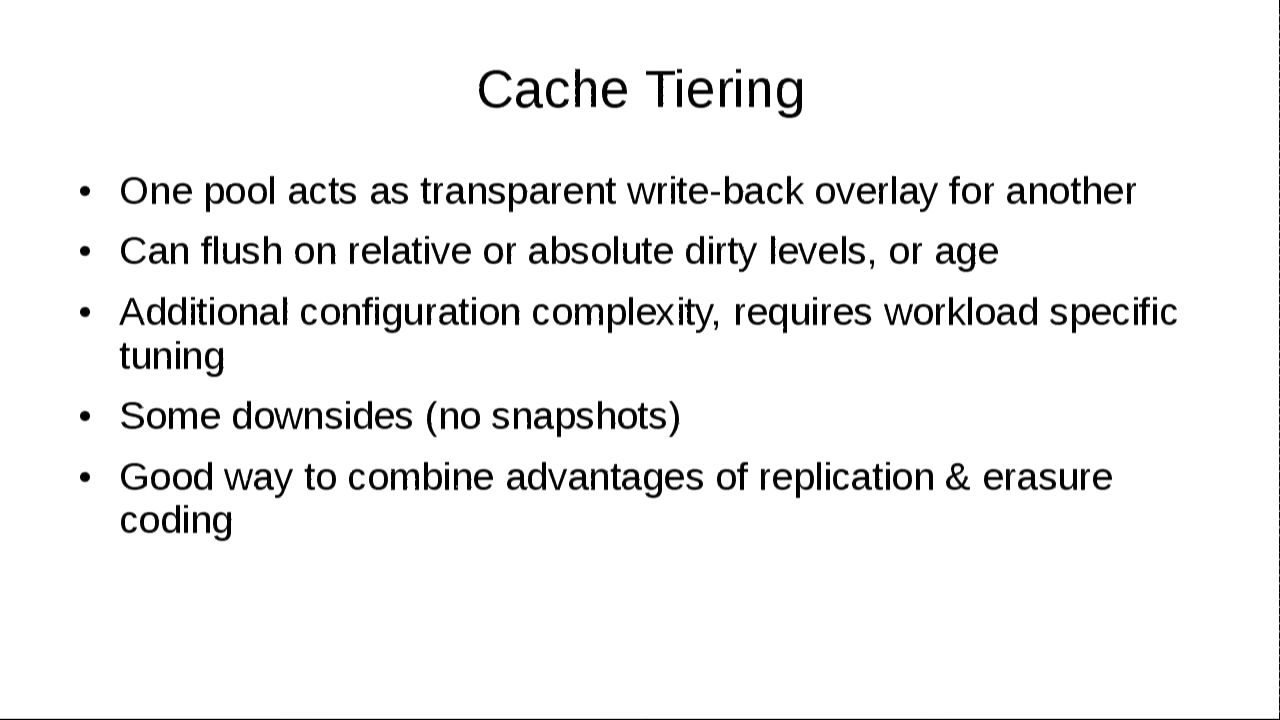 Cache Tiering
• One pool acts as transparent write-back overlay for another
• Can flush on relative or absolute dirty levels, or age
• Additional configuration complexity, requires workload specific
tuning
• Some downsides (no snapshots)
• Good way to combine advantages of replication & erasure
coding